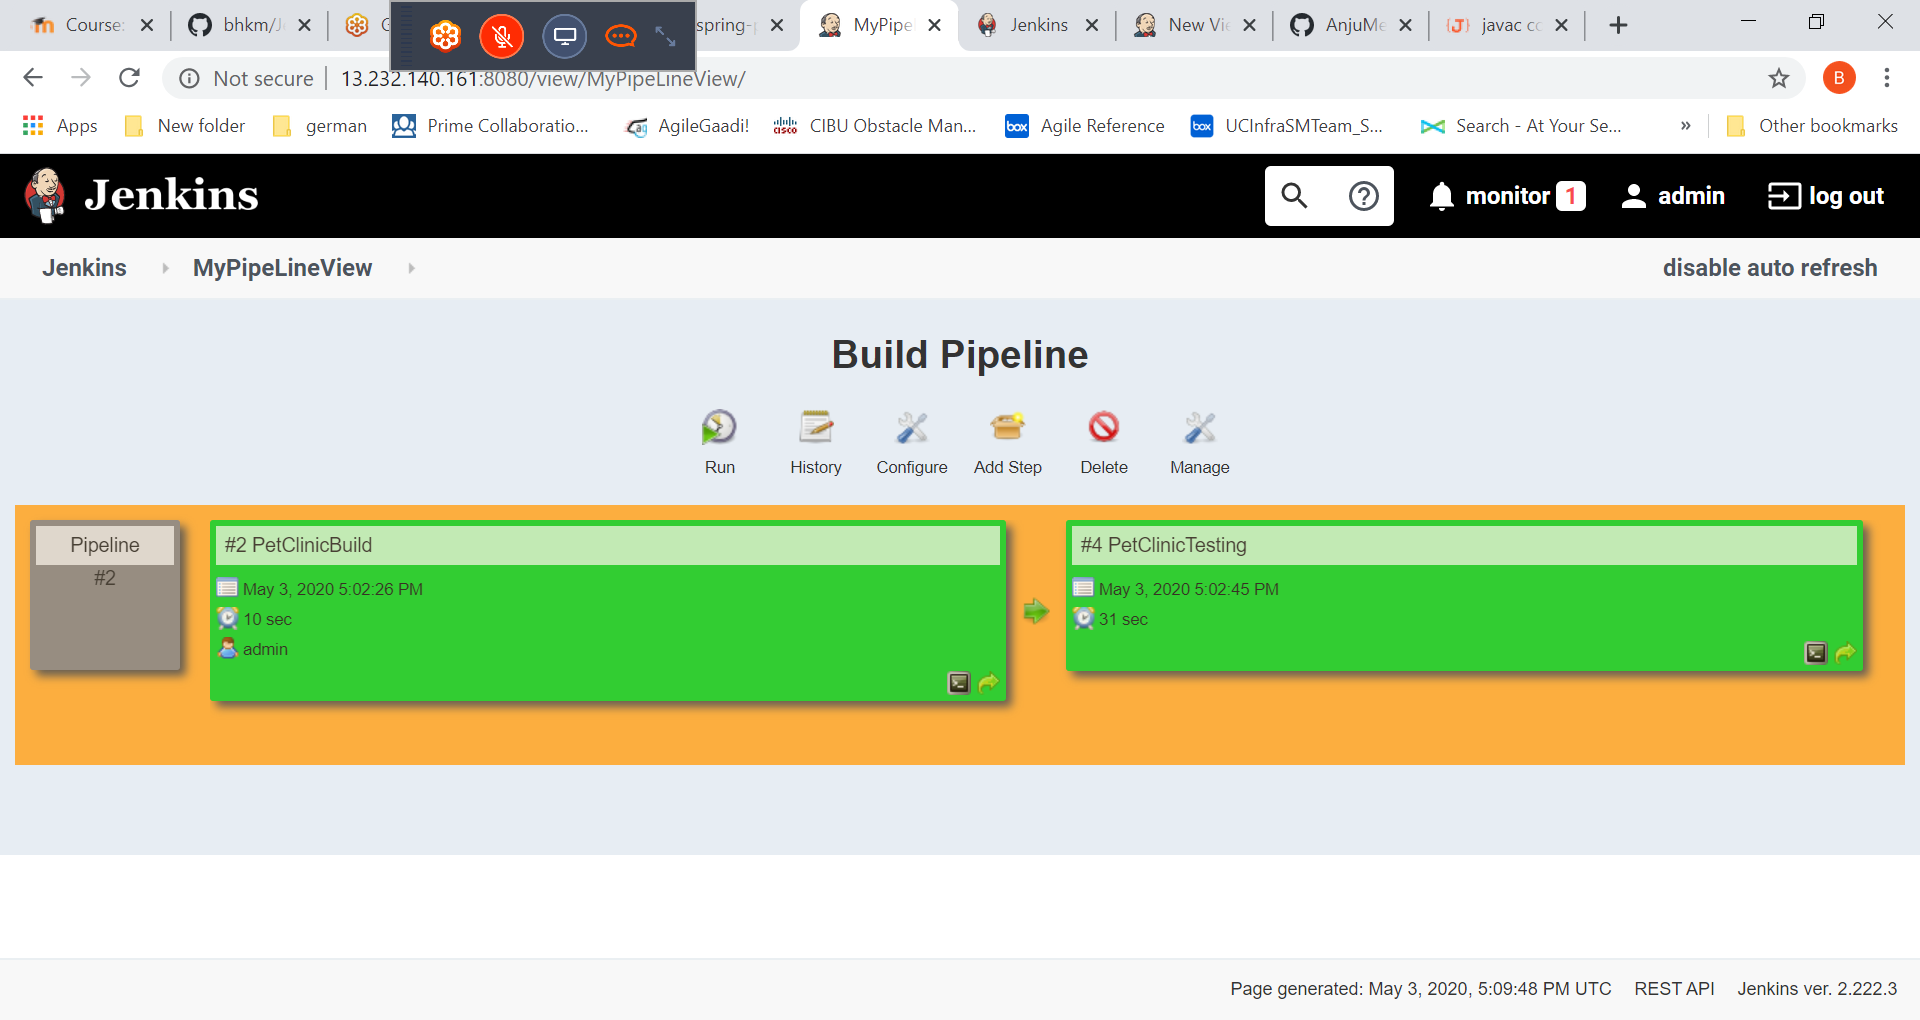 Course:
bhkm/J
spring-p
MyPipe
Jenkins
New Vi
AnjuMe
javac co
Not secure
13.232.140.161:8080/view/MyPipeLineView/
B
Apps
New folder
german
Prime Collaboratio...
AgileGaadi!
CISCO
CIBU Obstacle Man...
box
Agile Reference
box
UCInfraSMTeam_S...
Search - At Your Se...
»
Other bookmarks
Jenkins
monitor 1
admin
log out
Jenkins
MyPipeLineView
disable auto refresh
Build Pipeline
Run
History
Configure
Add Step
Delete
Manage
Pipeline
#2
#2 PetClinicBuild
May 3, 2020 5:02:26 PM
10 sec
admin
#4 PetClinicTesting
May 3, 2020 5:02:45 PM
31 sec
Page generated: May 3, 2020, 5:09:48 PM UTC
REST API
Jenkins ver. 2.222.3